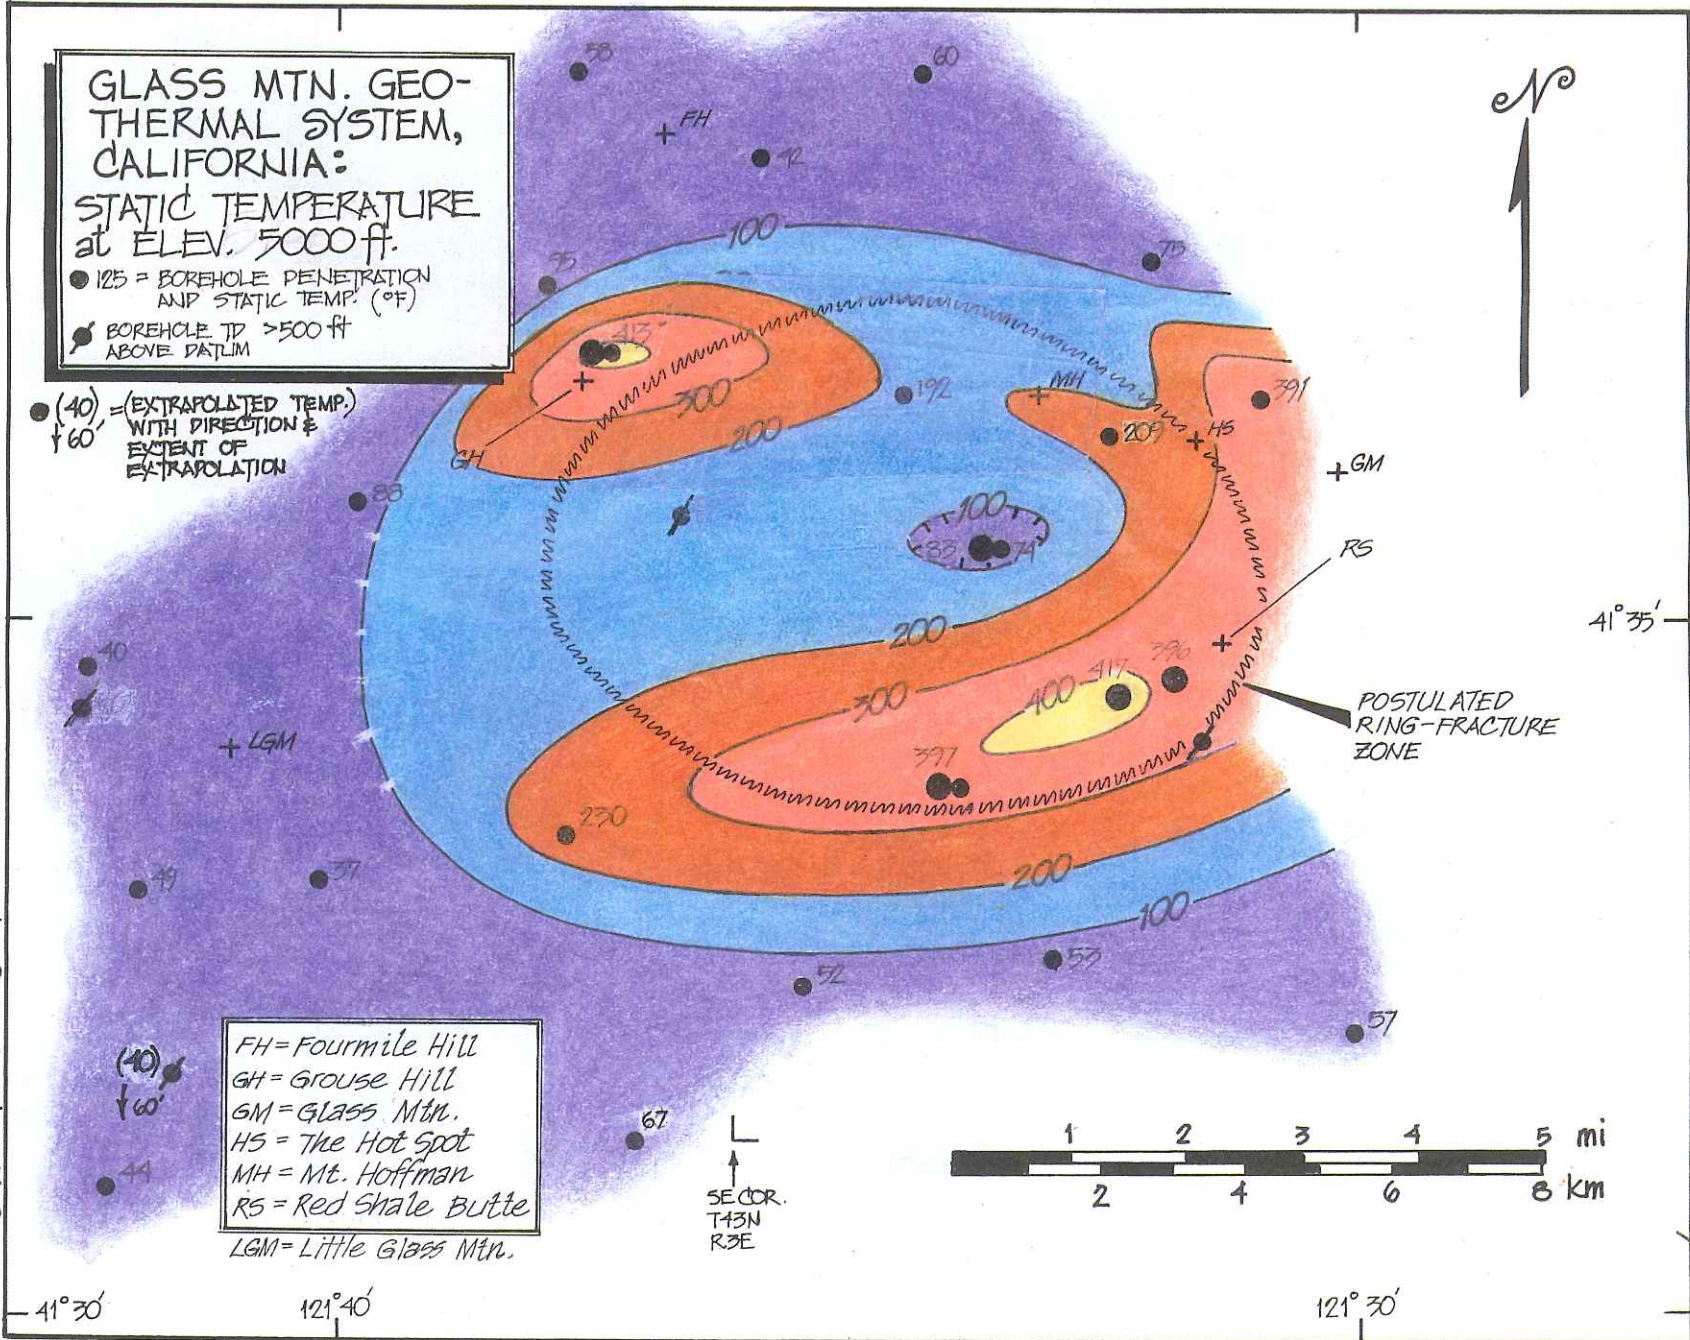 GLASS MTN. GEO-
THERMAL SYSTEM,
CALIFORNIA:
STATIC TEMPERATURE
at ELEV. 5000 ft.
125 = BOREHOLE PENETRATION
AND STATIC TEMP. (°F)
BOREHOLE TD >500 ft
ABOVE DATUM
(40) = (EXTRAPOLATED TEMP.)
60' WITH DIRECTION &
EXTENT OF
EXTRAPOLATION
N
58
60
FH
42
100
75
95
413
192
MH
391
300
209
HS
200
GM
GH
88
100
83
74
RS
41°35'
200
40
396
417
400
300
LGM
POSTULATED
RING-FRACTURE
ZONE
397
230
200
49
37
100
53
52
57
(40)
60'
44
67
FH = Fourmile Hill
GH = Grouse Hill
GM = Glass Mtn.
HS = The Hot Spot
MH = Mt. Hoffman
RS = Red Shale Butte
LGM = Little Glass Mtn.
SE COR.
T43N
R3E
1 2 3 4 5 mi
2 4 6 8 km
41°30'
121°40'
121°30'